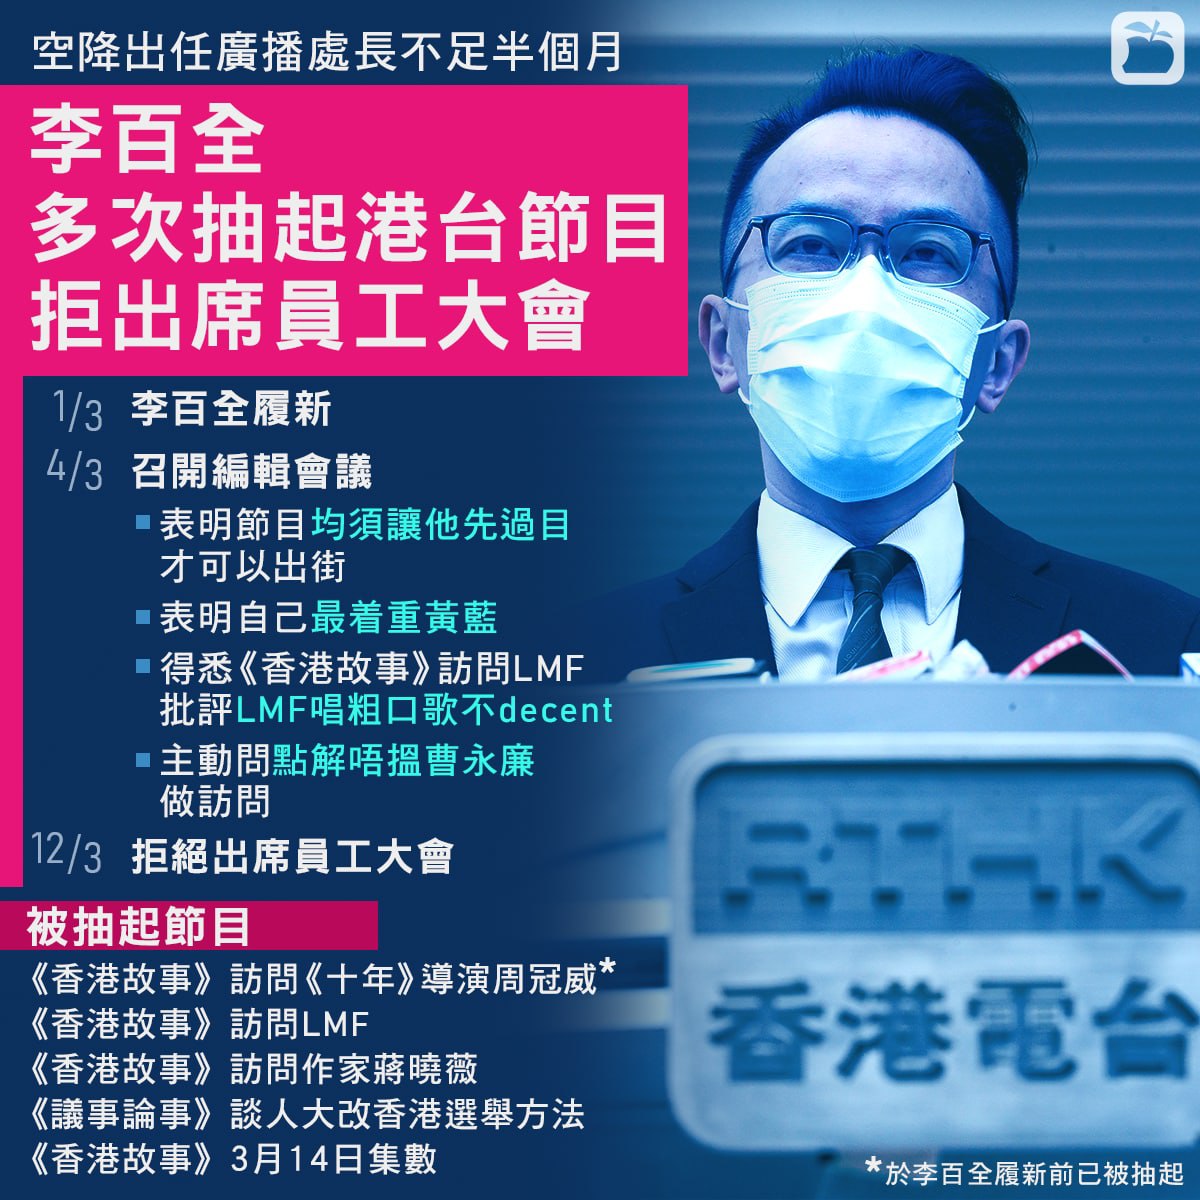 空降出任廣播處長不足半個月
李百全
多次抽起港台節目
拒出席員工大會
1/3 李百全履新
4/3 召開編輯會議
表明節目均須讓他先過目
才可以出街
表明自己最着重黃藍
得悉《香港故事》訪問LMF
批評LMF唱粗口歌不decent
主動問點解唔搵曹永廉
做訪問
12/3 拒絕出席員工大會
被抽起節目
《香港故事》訪問《十年》導演周冠威*
《香港故事》訪問LMF
《香港故事》訪問作家蔣曉薇
《議事論事》談人大改香港選舉方法
《香港故事》3月14日集數
RTHK
香港電台
*於李百全履新前已被抽起